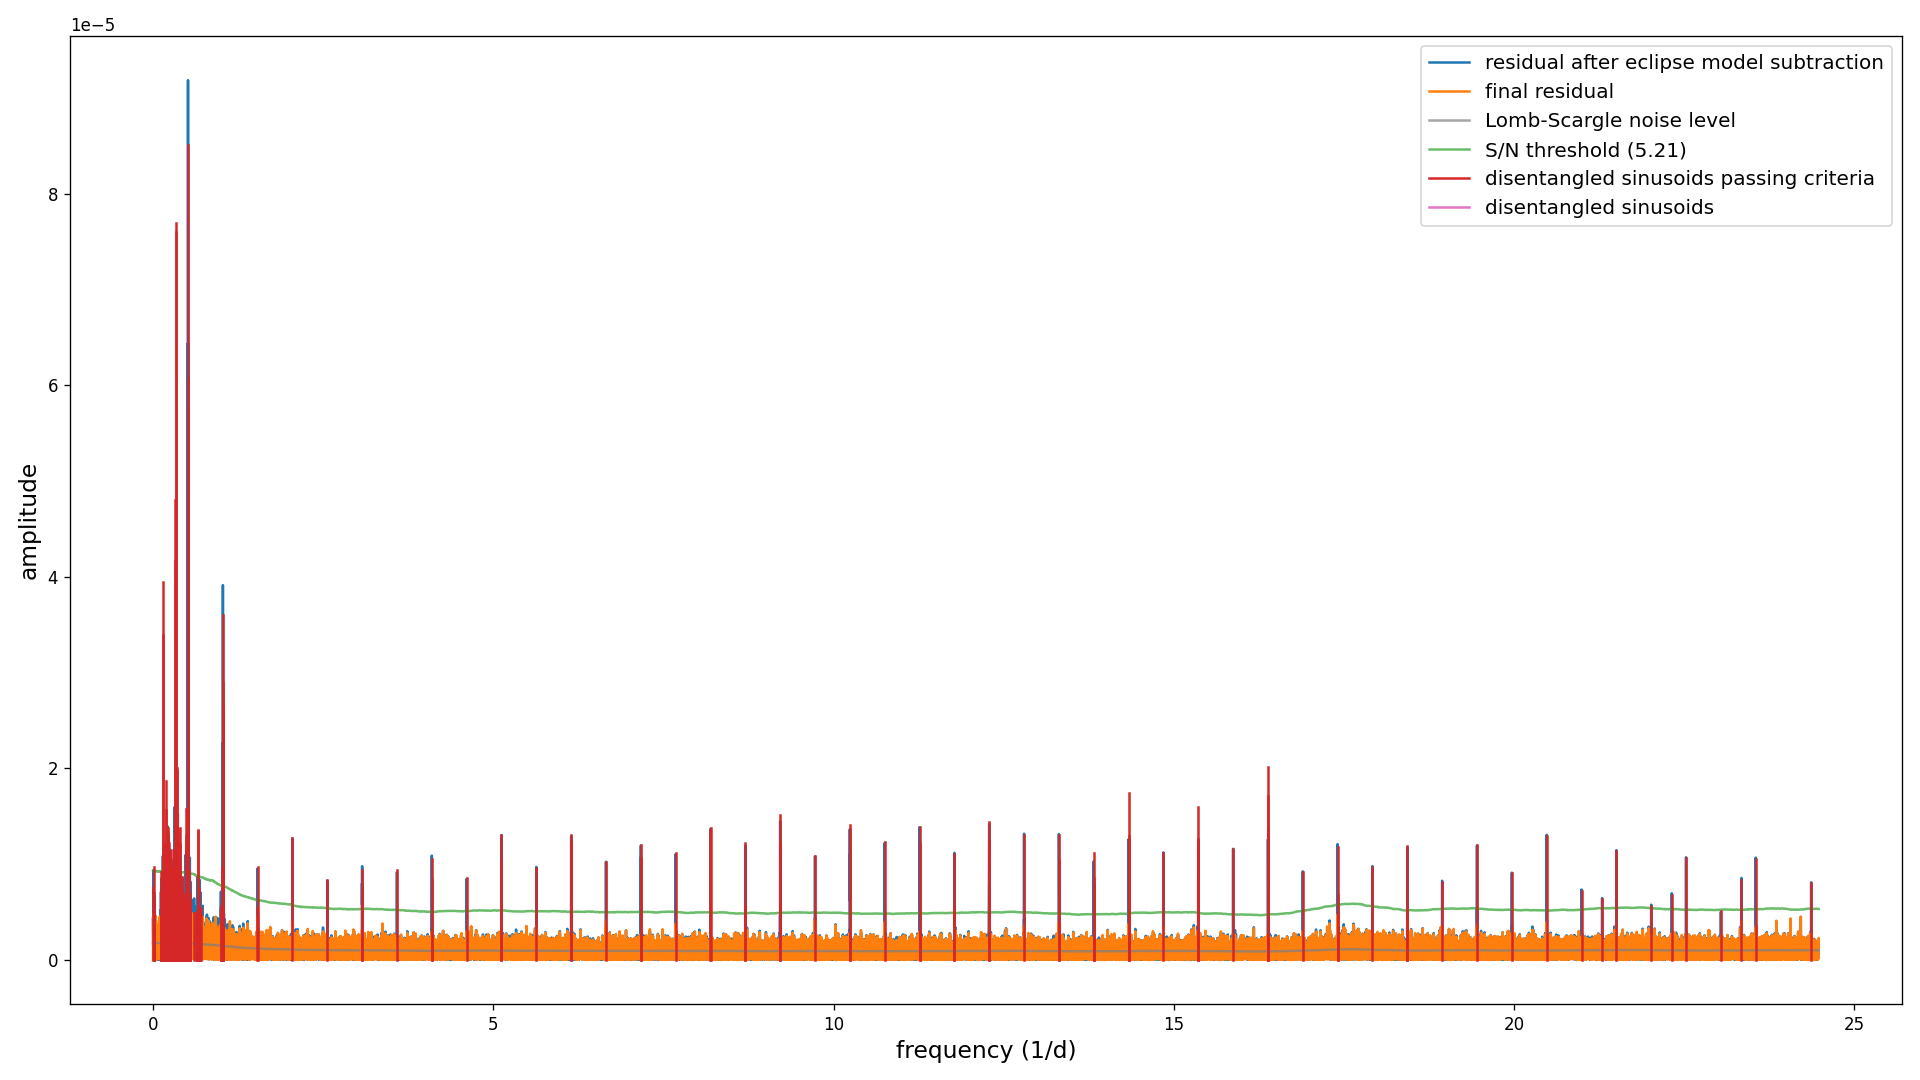 1e−5
residual after eclipse model subtraction
final residual
Lomb-Scargle noise level
S/N threshold (5.21)
disentangled sinusoids passing criteria
disentangled sinusoids
8
6
4
2
0
amplitude
0 5 10 15 20 25
frequency (1/d)